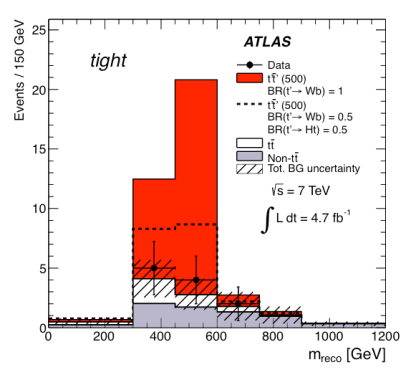 25
20
15
10
5
0
Events / 150 GeV
tight
ATLAS
Data
tt̄' (500)
BR(t'→ Wb) = 1
tt̄' (500)
BR(t'→ Wb) = 0.5
BR(t'→ Ht) = 0.5
tt̄
Non-tt̄
Tot. BG uncertainty
√s = 7 TeV
∫ L dt = 4.7 fb⁻¹
0 200 400 600 800 1000 1200
m_reco [GeV]